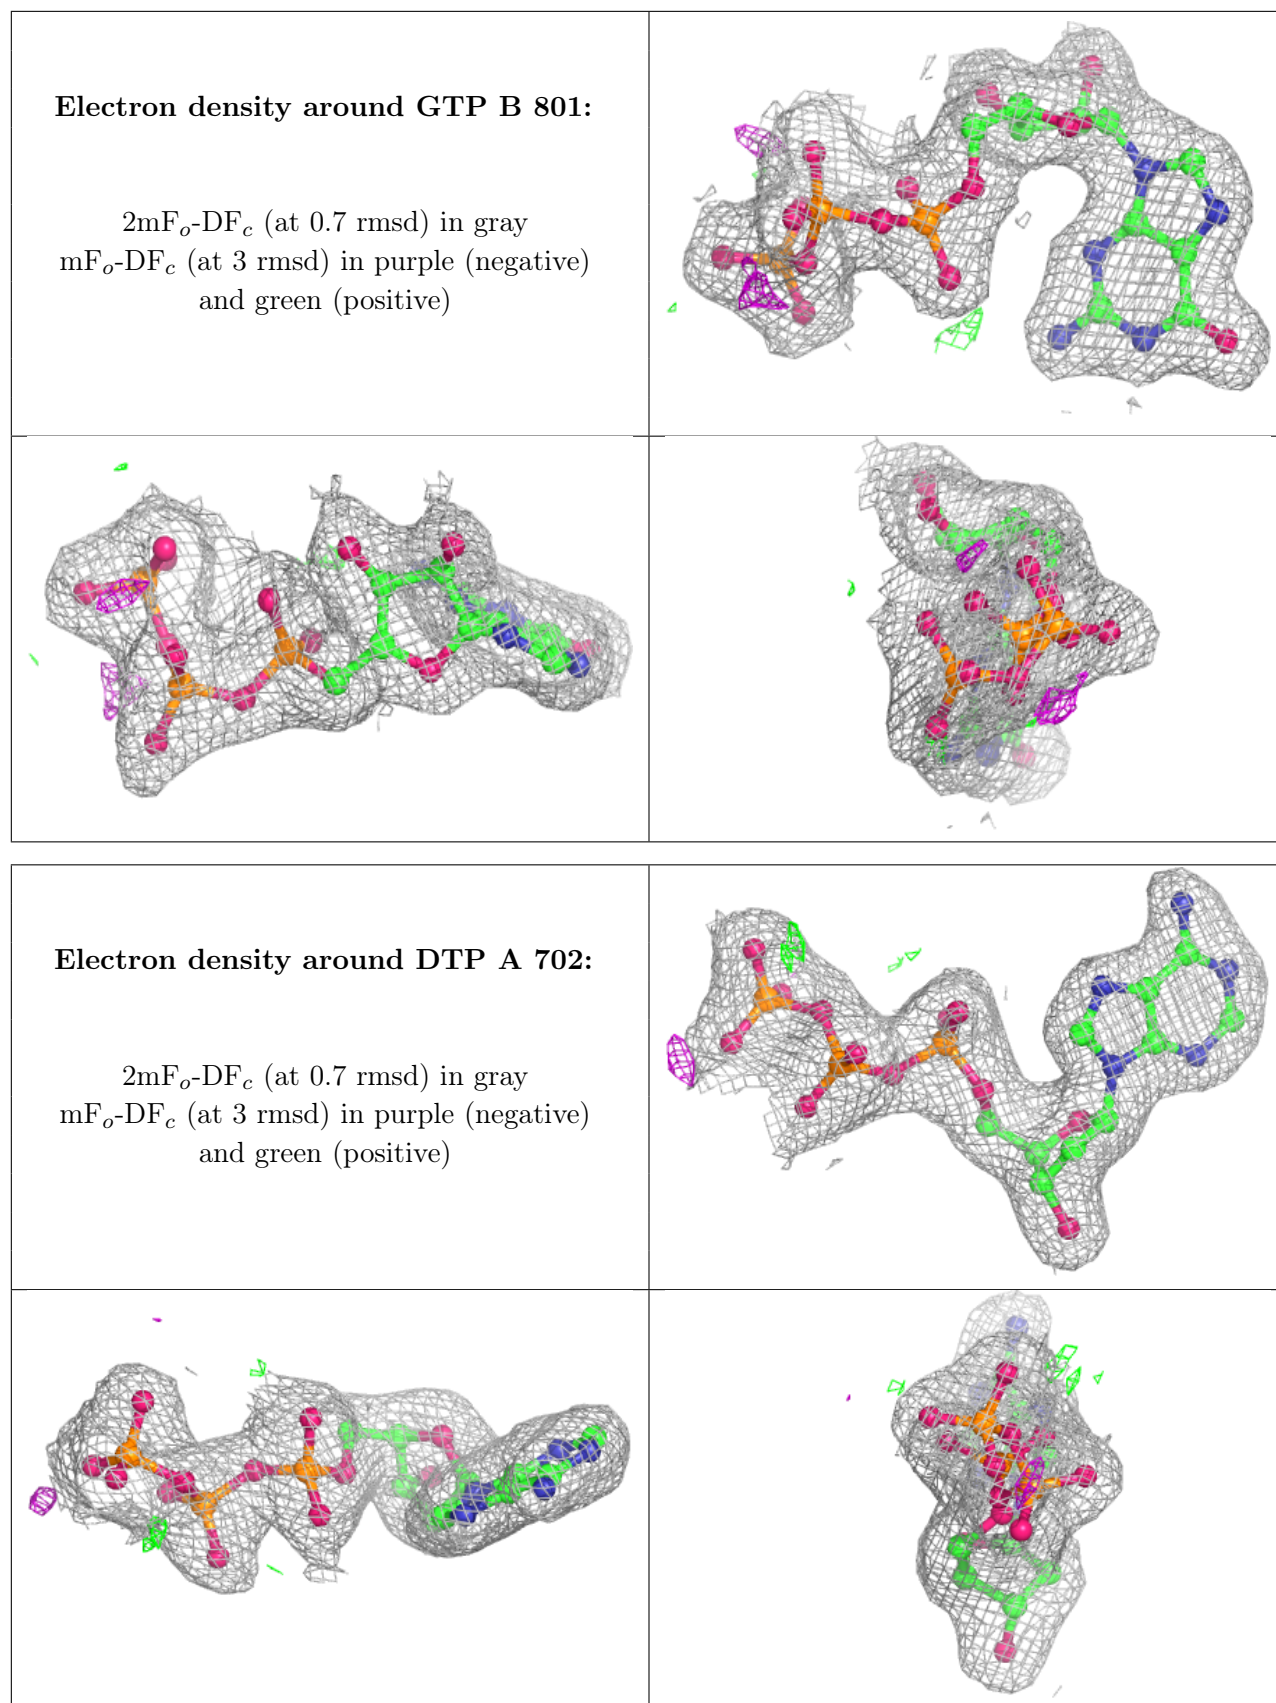 Electron density around GTP B 801:
2mFo-DFc (at 0.7 rmsd) in gray
mFo-DFc (at 3 rmsd) in purple (negative)
and green (positive)
Electron density around DTP A 702:
2mFo-DFc (at 0.7 rmsd) in gray
mFo-DFc (at 3 rmsd) in purple (negative)
and green (positive)